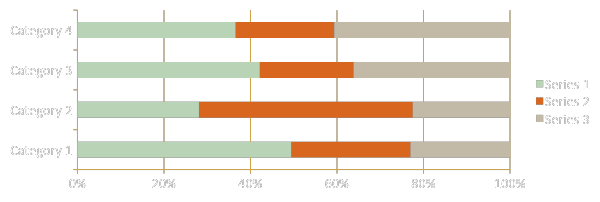 Category 4
Category 3
Category 2
Category 1
0% 20% 40% 60% 80% 100%
Series 1
Series 2
Series 3